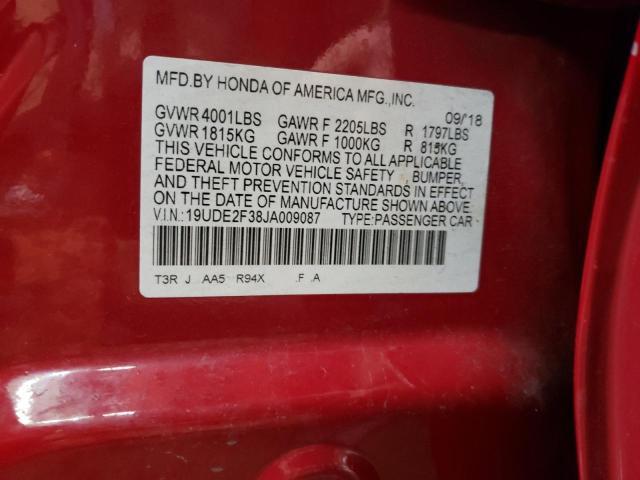 MFD.BY HONDA OF AMERICA MFG.,INC. 09/18
GVWR 4001LBS GAWR F 2205LBS R 1797LBS
GVWR 1815KG GAWR F 1000KG R 815KG
THIS VEHICLE CONFORMS TO ALL APPLICABLE
FEDERAL MOTOR VEHICLE SAFETY , BUMPER,
AND THEFT PREVENTION STANDARDS IN EFFECT
ON THE DATE OF MANUFACTURE SHOWN ABOVE.
V.I.N.:19UDE2F38JA009087 TYPE:PASSENGER CAR
T3R J AA5 R94X .F .A